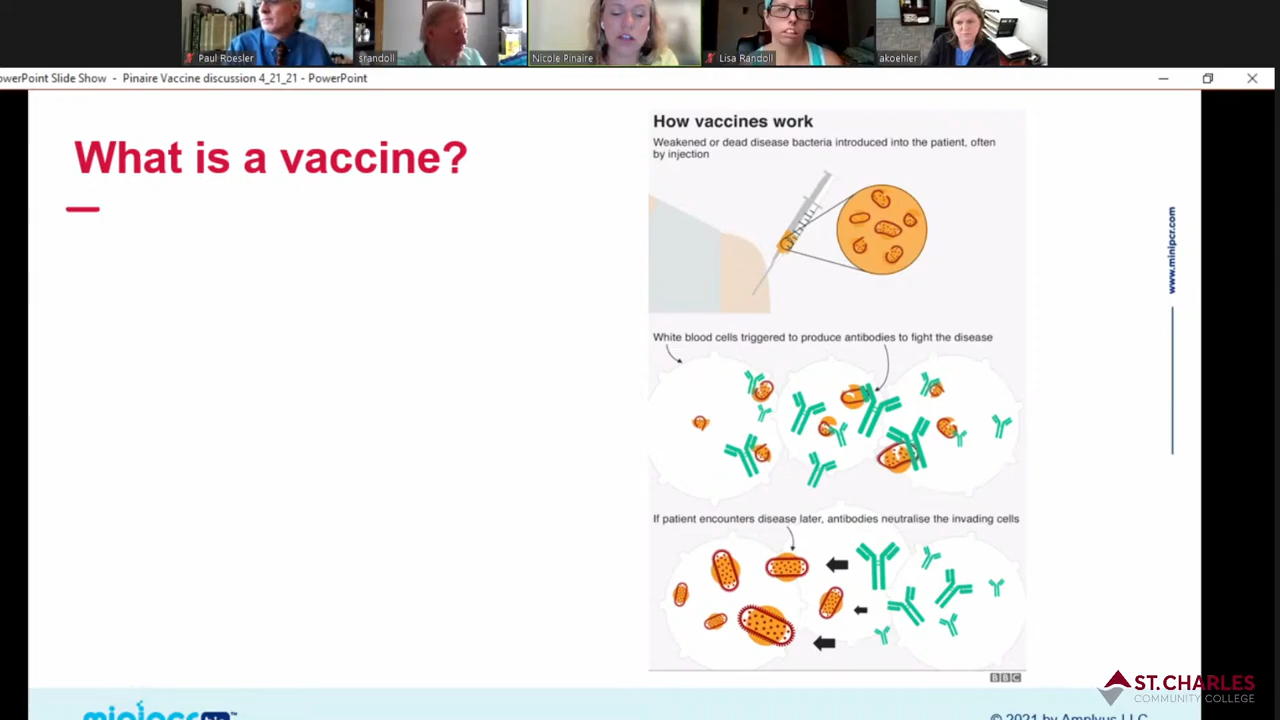 Paul Roesler
srandoll
Nicole Pinaire
Lisa Randoll
akoehler
owerPoint Slide Show - Pinaire Vaccine discussion 4_21_21 - PowerPoint
What is a vaccine?
How vaccines work
Weakened or dead disease bacteria introduced into the patient, often
by injection
White blood cells triggered to produce antibodies to fight the disease
If patient encounters disease later, antibodies neutralise the invading cells
BBC
www.minipcr.com
ST. CHARLES
COMMUNITY COLLEGE
minipcr bio™
© 2021 by Amplyus LLC